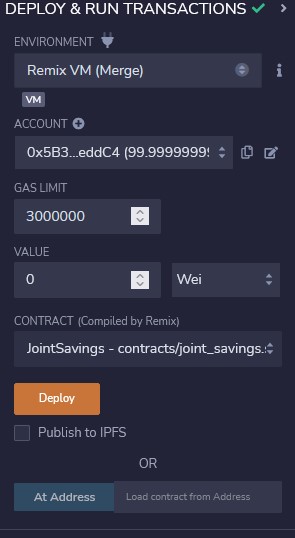 DEPLOY & RUN TRANSACTIONS
ENVIRONMENT
Remix VM (Merge)
VM
ACCOUNT
0x5B3...eddC4 (99.99999999
GAS LIMIT
3000000
VALUE
0 Wei
CONTRACT (Compiled by Remix)
JointSavings - contracts/joint_savings.
Deploy
Publish to IPFS
OR
At Address Load contract from Address